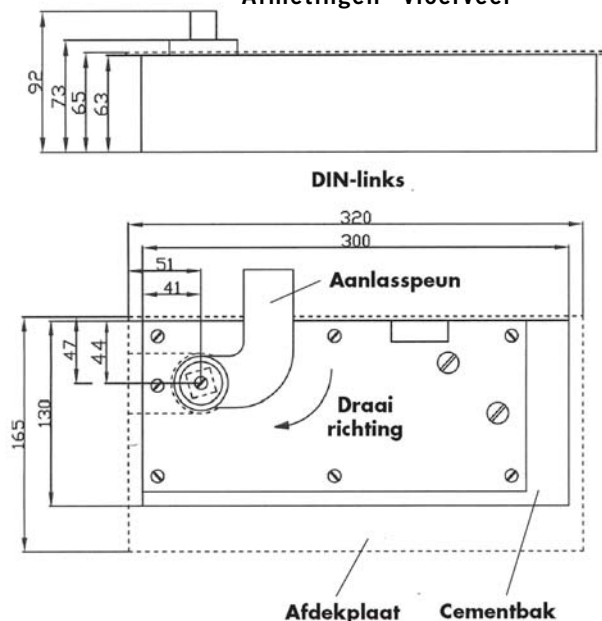 Afmetingen vloerveer
92
73
65
63
DIN-links
320
300
51
Aanlasspeun
41
47
44
Draai
richting
130
165
Afdekplaat Cementbak